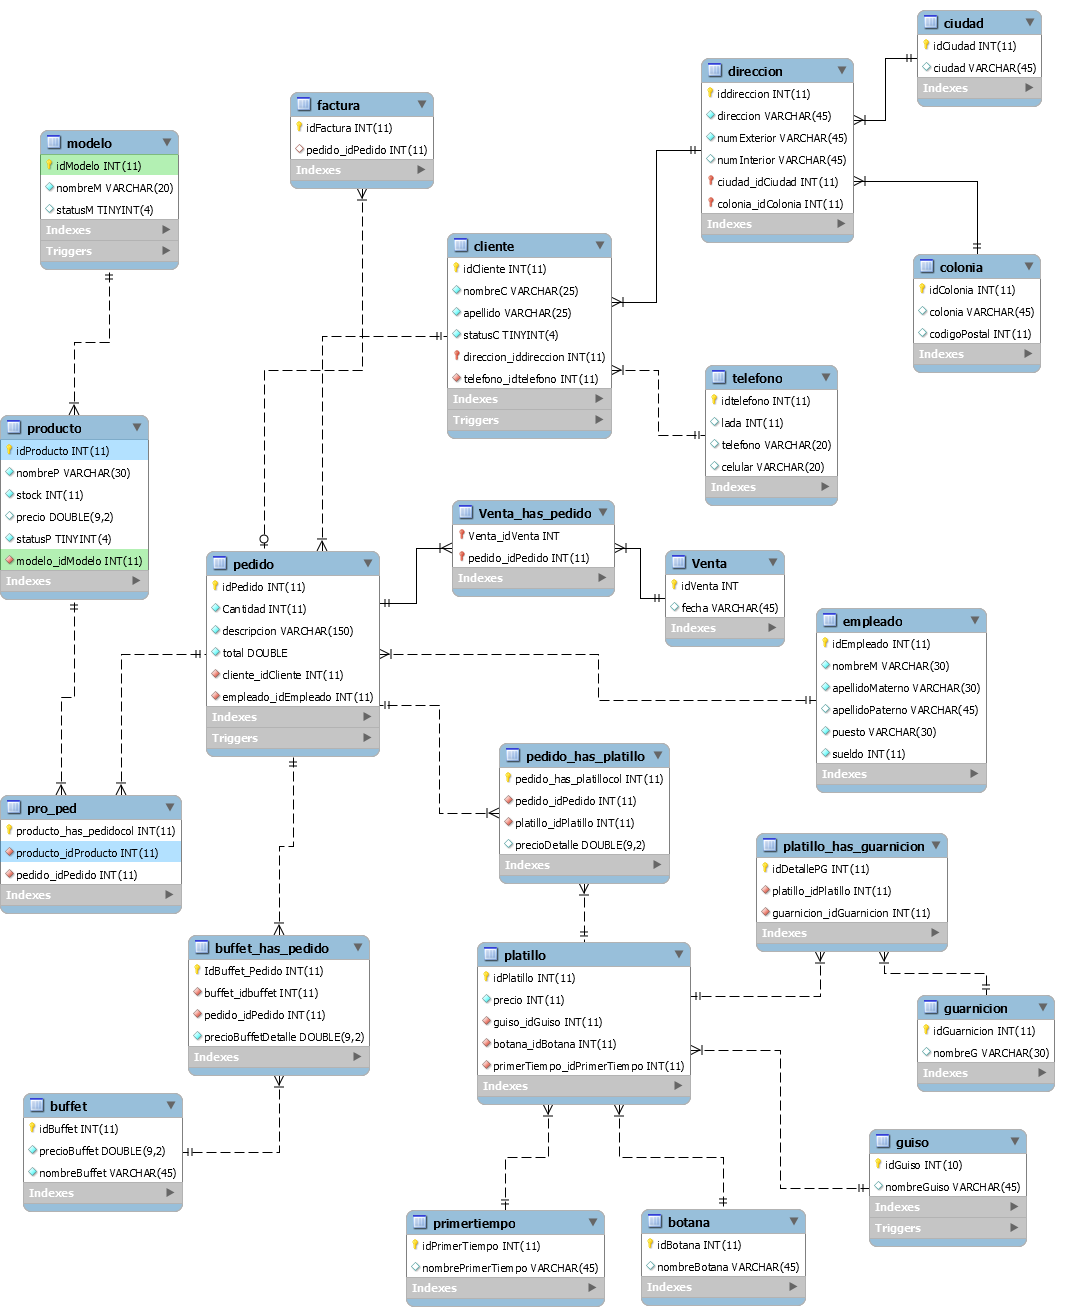 ciudad
idCiudad INT(11)
ciudad VARCHAR(45)
Indexes
direccion
iddireccion INT(11)
direccion VARCHAR(45)
numExterior VARCHAR(45)
numInterior VARCHAR(45)
ciudad_idCiudad INT(11)
colonia_idColonia INT(11)
Indexes
factura
idFactura INT(11)
pedido_idPedido INT(11)
Indexes
modelo
idModelo INT(11)
nombreM VARCHAR(20)
statusM TINYINT(4)
Indexes
Triggers
cliente
idCliente INT(11)
nombreC VARCHAR(25)
apellido VARCHAR(25)
statusC TINYINT(4)
direccion_iddireccion INT(11)
telefono_idtelefono INT(11)
Indexes
Triggers
colonia
idColonia INT(11)
colonia VARCHAR(45)
codigoPostal INT(11)
Indexes
telefono
idtelefono INT(11)
lada INT(11)
telefono VARCHAR(20)
celular VARCHAR(20)
Indexes
producto
idProducto INT(11)
nombreP VARCHAR(30)
stock INT(11)
precio DOUBLE(9,2)
statusP TINYINT(4)
modelo_idModelo INT(11)
Indexes
Venta_has_pedido
Venta_idVenta INT
pedido_idPedido INT(11)
Indexes
Venta
idVenta INT
fecha VARCHAR(45)
Indexes
pedido
idPedido INT(11)
Cantidad INT(11)
descripcion VARCHAR(150)
total DOUBLE
cliente_idCliente INT(11)
empleado_idEmpleado INT(11)
Indexes
Triggers
empleado
idEmpleado INT(11)
nombreM VARCHAR(30)
apellidoMaterno VARCHAR(30)
apellidoPaterno VARCHAR(45)
puesto VARCHAR(30)
sueldo INT(11)
Indexes
pedido_has_platillo
pedido_has_platillocol INT(11)
pedido_idPedido INT(11)
platillo_idPlatillo INT(11)
precioDetalle DOUBLE(9,2)
Indexes
pro_ped
producto_has_pedidocol INT(11)
producto_idProducto INT(11)
pedido_idPedido INT(11)
Indexes
platillo_has_guarnicion
idDetallePG INT(11)
platillo_idPlatillo INT(11)
guarnicion_idGuarnicion INT(11)
Indexes
buffet_has_pedido
IdBuffet_Pedido INT(11)
buffet_idbuffet INT(11)
pedido_idPedido INT(11)
precioBuffetDetalle DOUBLE(9,2)
Indexes
platillo
idPlatillo INT(11)
precio INT(11)
guiso_idGuiso INT(11)
botana_idBotana INT(11)
primerTiempo_idPrimerTiempo INT(11)
Indexes
guarnicion
idGuarnicion INT(11)
nombreG VARCHAR(30)
Indexes
buffet
idBuffet INT(11)
precioBuffet DOUBLE(9,2)
nombreBuffet VARCHAR(45)
Indexes
guiso
idGuiso INT(10)
nombreGuiso VARCHAR(45)
Indexes
Triggers
primertiempo
idPrimerTiempo INT(11)
nombrePrimerTiempo VARCHAR(45)
Indexes
botana
idBotana INT(11)
nombreBotana VARCHAR(45)
Indexes